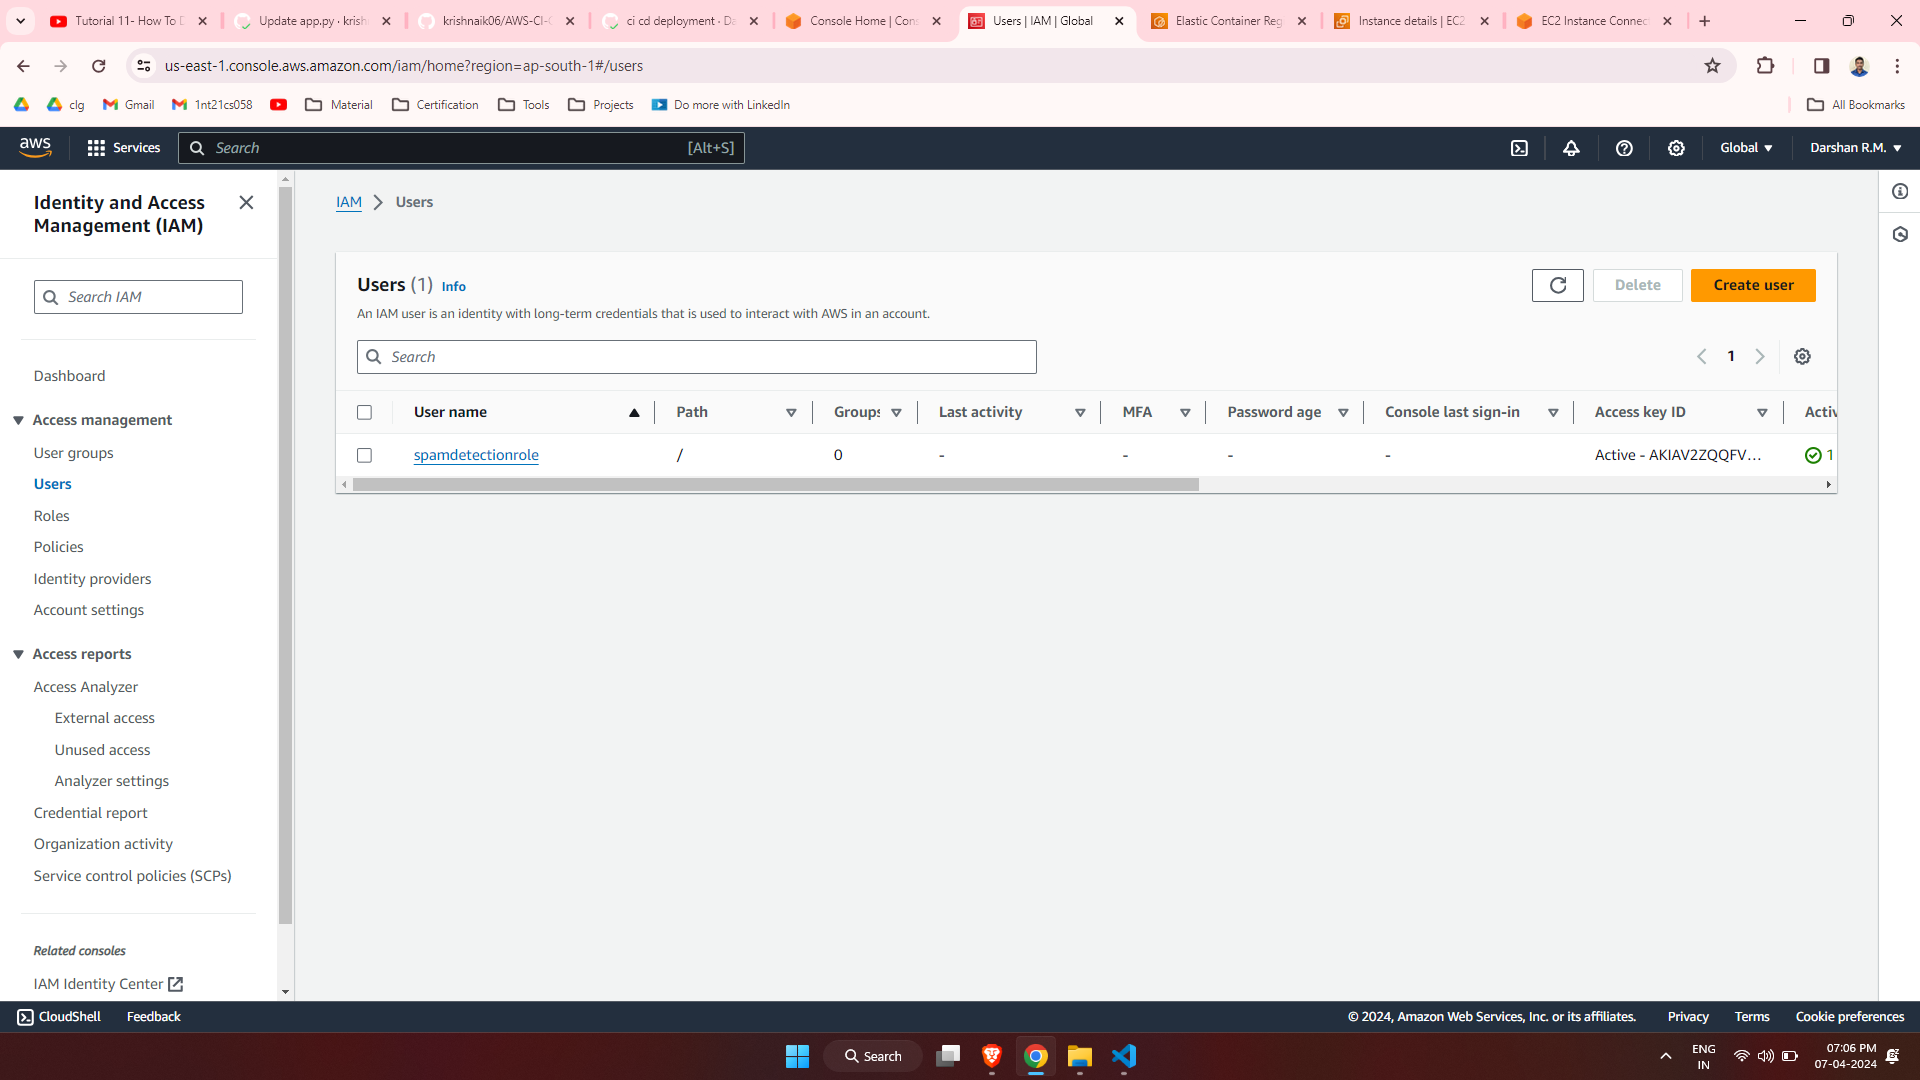 Tutorial 11- How To D
Update app.py - krish
krishnaik06/AWS-CI-C
ci cd deployment - Da
Console Home | Cons
Users | IAM | Global
Elastic Container Reg
Instance details | EC2
EC2 Instance Connect
us-east-1.console.aws.amazon.com/iam/home?region=ap-south-1#/users
clg
Gmail
1nt21cs058
Material
Certification
Tools
Projects
Do more with LinkedIn
All Bookmarks
aws
Services
Search
[Alt+S]
Global
Darshan R.M.
Identity and Access
Management (IAM)
Search IAM
Dashboard
Access management
User groups
Users
Roles
Policies
Identity providers
Account settings
Access reports
Access Analyzer
External access
Unused access
Analyzer settings
Credential report
Organization activity
Service control policies (SCPs)
Related consoles
IAM Identity Center
IAM > Users
Users (1) Info
Delete
Create user
An IAM user is an identity with long-term credentials that is used to interact with AWS in an account.
Search
1
User name Path Groups Last activity MFA Password age Console last sign-in Access key ID Activ
spamdetectionrole / 0 - - - - Active - AKIAV2ZQQFV... 1
CloudShell
Feedback
© 2024, Amazon Web Services, Inc. or its affiliates.
Privacy
Terms
Cookie preferences
Search
ENG
IN
07:06 PM
07-04-2024